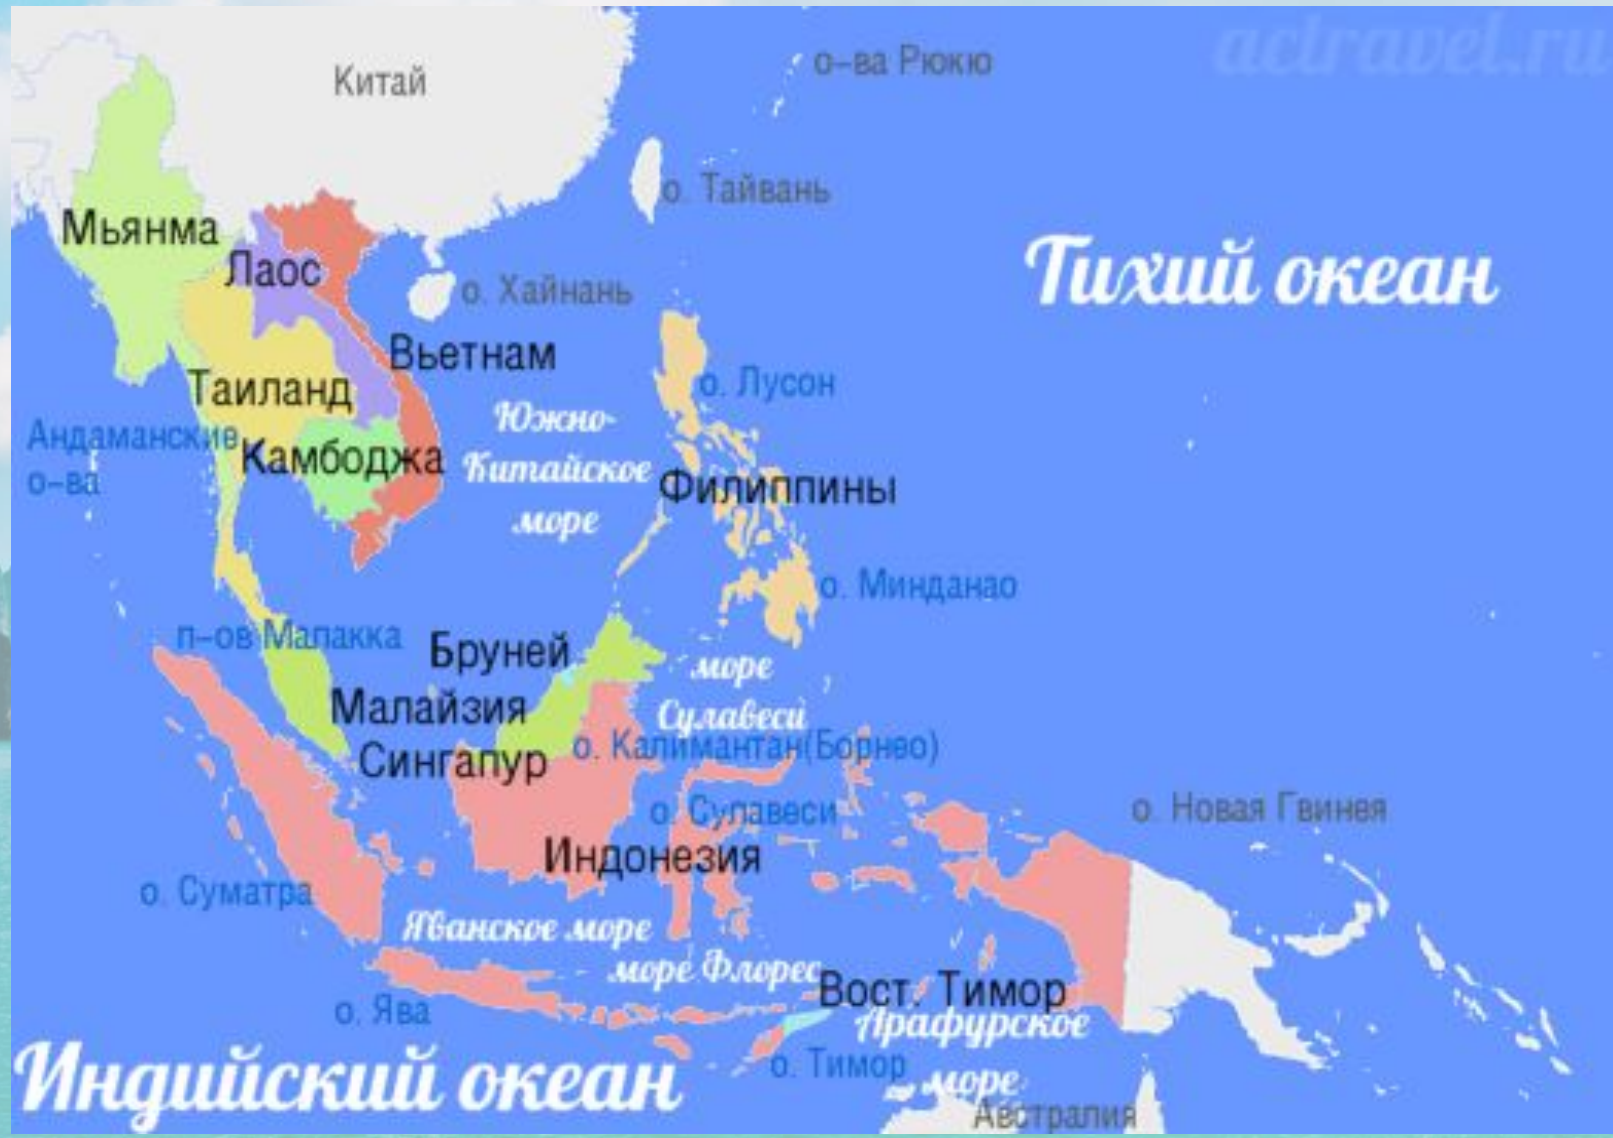 actravel.ru
о-ва Рюкю
Китай
о. Тайвань
Мьянма
Лаос
Тихий океан
о. Хайнань
Вьетнам
Таиланд
о. Лусон
Андаманские
о-ва
Южно-
Китайское
море
Камбоджа
Филиппины
о. Минданао
п-ов Малакка
Бруней
море
Сулавеси
Малайзия
Сингапур
о. Калимантан(Борнео)
о. Сулавеси
о. Новая Гвинея
Индонезия
о. Суматра
Яванское море
море Флорес
Вост. Тимор
о. Ява
Арафурское
море
о. Тимор
Индийский океан
Австралия